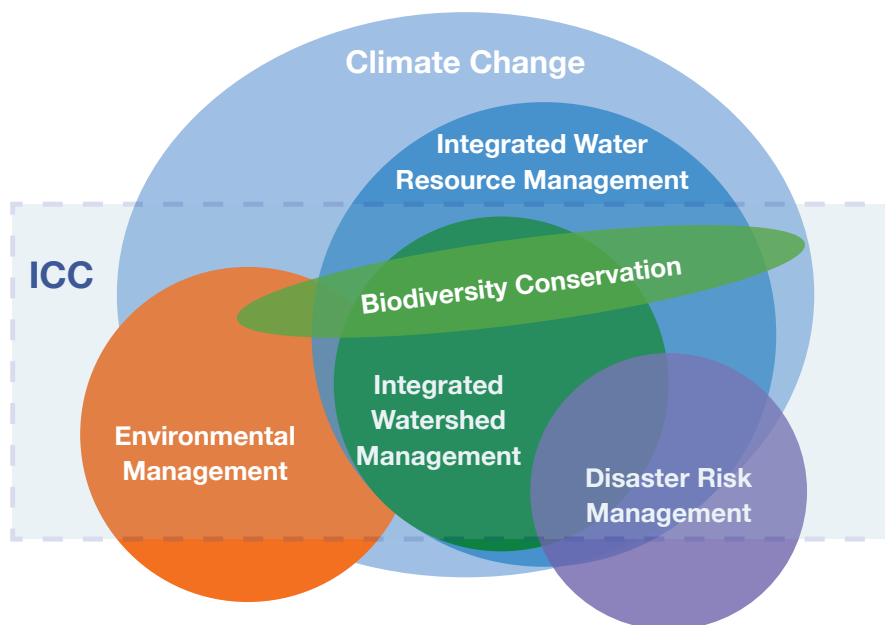 Climate Change
Integrated Water
Resource Management
ICC
Biodiversity Conservation
Integrated
Watershed
Management
Environmental
Management
Disaster Risk
Management